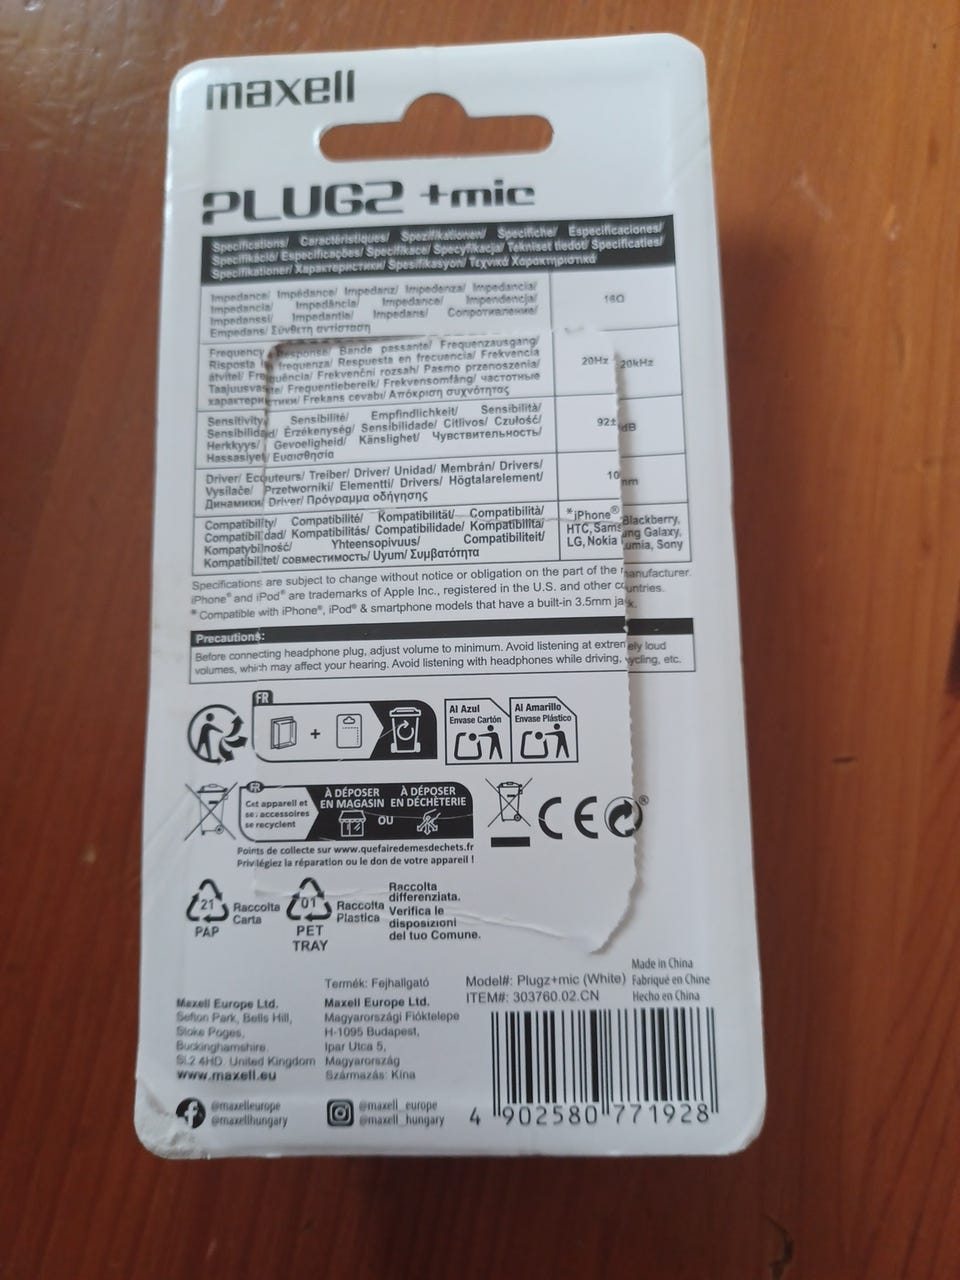 maxell
PLUGZ +mic
Specifications/ Caractéristiques/ Spezifikationen/ Specifiche/ Especificaciones/
Specifikáció/ Especificações/ Specifikace/ Specyfikacja/ Tekniset tiedot/ Specificaties/
Specifikationer/ Характеристики/ Spesifikasyon/ Τεχνικά Χαρακτηριστικά
Impedance/ Impédance/ Impedanz/ Impedenza/ Impedancia/
Impedancia/ Impedância/ Impedance/ Impendencja/
Impedanssi/ Impedantie/ Impedans/ Сопротивление/
Empedans/ Σύνθετη αντίσταση
16Ω
Frequency Response/ Bande passante/ Frequenzausgang/
Risposta frequenza/ Respuesta en frecuencia/ Frekvencia
átvitel/ Frequência/ Frekvenční rozsah/ Pasmo przenoszenia/
Frequentiebereik/ Frekvensomfång/ частотные
Frekans cevabı/ Απόκριση συχνότητας
20Hz 20kHz
Sensitivity/ Sensibilité/ Empfindlichkeit/ Sensibilità/
Érzékenység/ Sensibilidade/ Citlivos/ Czułość/
Herkkyys/ Gevoeligheid/ Känslighet/ Чувствительность/
Hassasiyet/ Ευαισθησία
92± dB
Driver/ Ecouteurs/ Treiber/ Driver/ Unidad/ Membrán/ Drivers/
Vysílače/ Przetworniki/ Elementti/ Drivers/ Högtalarelement/
Динамики/ Driver/ Πρόγραμμα οδήγησης
10 mm
Compatibility/ Compatibilité/ Kompatibilität/ Compatibilità/
Compatibilidad/ Kompatibilitás/ Compatibilidade/ Kompatibilita/
Kompatybilność/ Yhteensopivuus/ Compatibiliteit/
Kompatibilitet/ совместимость/ Uyum/ Συμβατότητα
*iPhone® Blackberry,
HTC, Samsung Galaxy,
LG, Nokia Lumia, Sony
Specifications are subject to change without notice or obligation on the part of the manufacturer.
iPhone® and iPod® are trademarks of Apple Inc., registered in the U.S. and other countries.
* Compatible with iPhone®, iPod® & smartphone models that have a built-in 3.5mm jack.
Precautions:
Before connecting headphone plug, adjust volume to minimum. Avoid listening at extremely loud
volumes, which may affect your hearing. Avoid listening with headphones while driving, cycling, etc.
FR
+
Al Azul
Envase Cartón
Al Amarillo
Envase Plástico
FR
Cet appareil et
ses accessoires
se recyclent
À DÉPOSER
EN MAGASIN
OU
À DÉPOSER
EN DÉCHÈTERIE
CE
®
Points de collecte sur www.quefairedemesdechets.fr
Privilégiez la réparation ou le don de votre appareil !
21
PAP
Raccolta
Carta
01
PET
TRAY
Raccolta
Plastica
Raccolta
differenziata.
Verifica le
disposizioni
del tuo Comune.
Made in China
Fabriqué en Chine
Hecho en China
Model#: Plugz+mic (White)
ITEM#: 303760.02.CN
Termék: Fejhallgató
Maxell Europe Ltd.
Magyarországi Fióktelepe
H-1095 Budapest,
Ipar Utca 5,
Magyarország
Származás: Kína
Maxell Europe Ltd.
Sefton Park, Bells Hill,
Stoke Poges,
Buckinghamshire.
SL2 4HD. United Kingdom
www.maxell.eu
@maxelleurope
@maxellhungary
@maxell_europe
@maxell_hungary
4 902580 771928